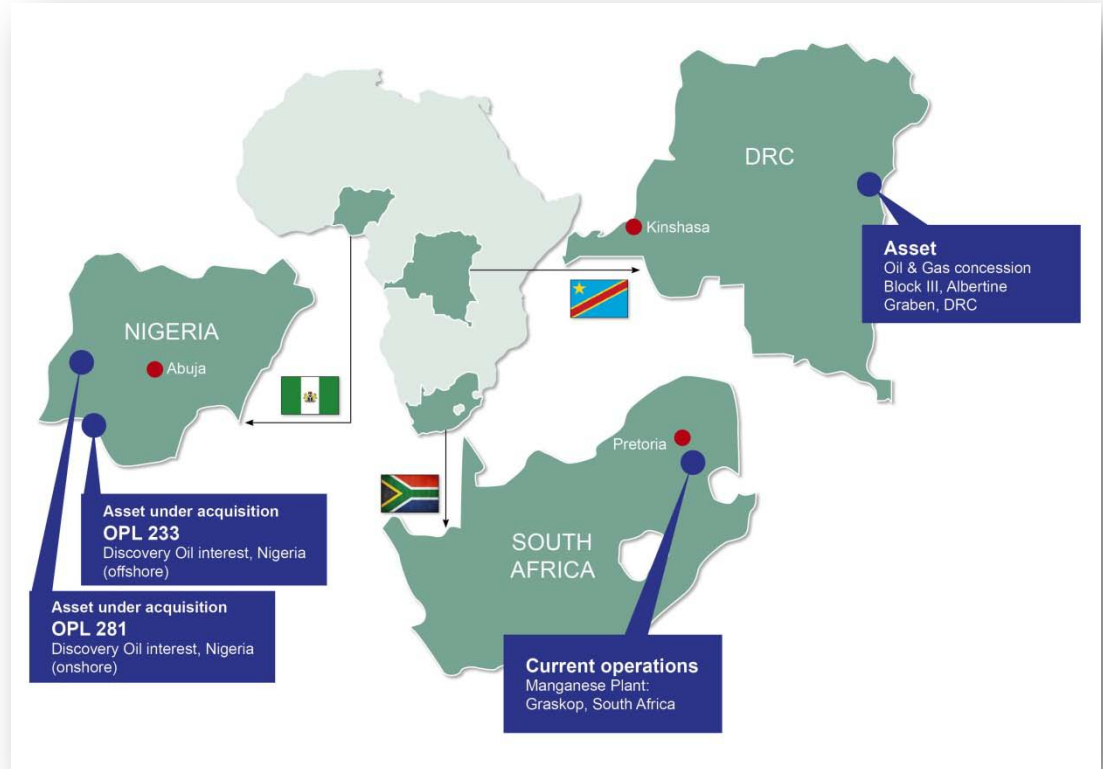 DRC
Kinshasa
Asset
Oil & Gas concession
Block III, Albertine
Graben, DRC
NIGERIA
Abuja
Asset under acquisition
OPL 233
Discovery Oil interest, Nigeria
(offshore)
Asset under acquisition
OPL 281
Discovery Oil interest, Nigeria
(onshore)
Pretoria
SOUTH
AFRICA
Current operations
Manganese Plant:
Graskop, South Africa